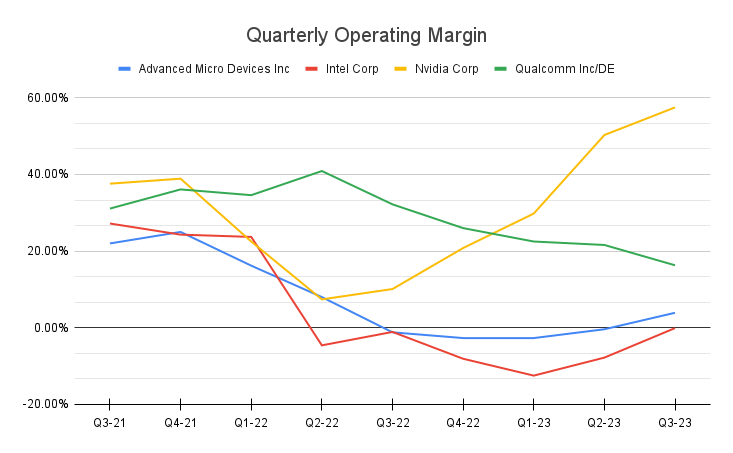 Quarterly Operating Margin
Advanced Micro Devices Inc Intel Corp Nvidia Corp Qualcomm Inc/DE
60.00%
40.00%
20.00%
0.00%
-20.00%
Q3-21 Q4-21 Q1-22 Q2-22 Q3-22 Q4-22 Q1-23 Q2-23 Q3-23